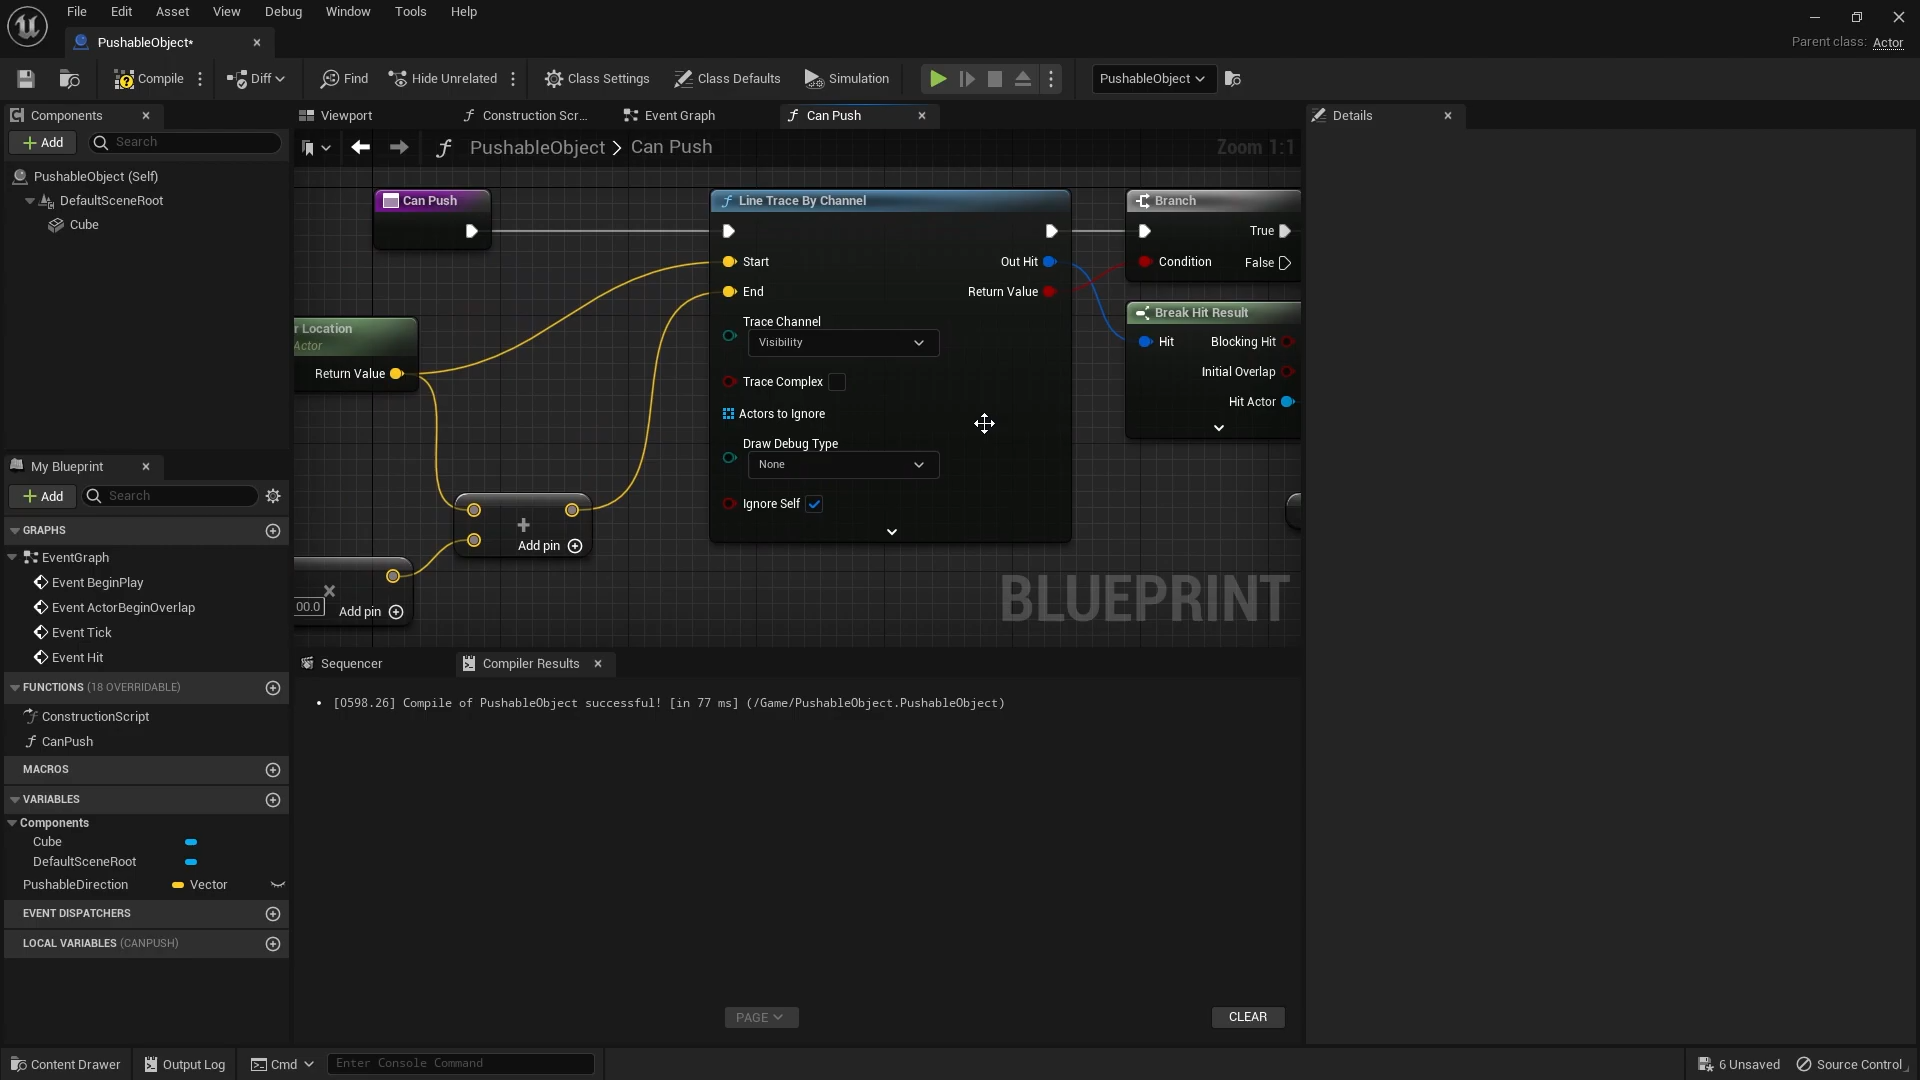 File Edit Asset View Debug Window Tools Help
PushableObject*
Parent class: Actor
Compile Diff Find Hide Unrelated Class Settings Class Defaults Simulation PushableObject
Components
Add Search
PushableObject (Self)
DefaultSceneRoot
Cube
My Blueprint
Add Search
GRAPHS
EventGraph
Event BeginPlay
Event ActorBeginOverlap
Event Tick
Event Hit
FUNCTIONS (18 OVERRIDABLE)
ConstructionScript
CanPush
MACROS
VARIABLES
Components
Cube
DefaultSceneRoot
PushableDirection Vector
EVENT DISPATCHERS
LOCAL VARIABLES (CANPUSH)
Viewport Construction Scr... Event Graph Can Push
PushableObject > Can Push
Zoom 1:1
Can Push
r Location
Actor
Return Value
00.0
Add pin
Add pin
Line Trace By Channel
Start
Out Hit
End
Return Value
Trace Channel
Visibility
Trace Complex
Actors to Ignore
Draw Debug Type
None
Ignore Self
Branch
True
Condition
False
Break Hit Result
Hit
Blocking Hit
Initial Overlap
Hit Actor
BLUEPRINT
Sequencer Compiler Results
[0598.26] Compile of PushableObject successful! [in 77 ms] (/Game/PushableObject.PushableObject)
PAGE
CLEAR
Details
Content Drawer Output Log Cmd Enter Console Command
6 Unsaved Source Control